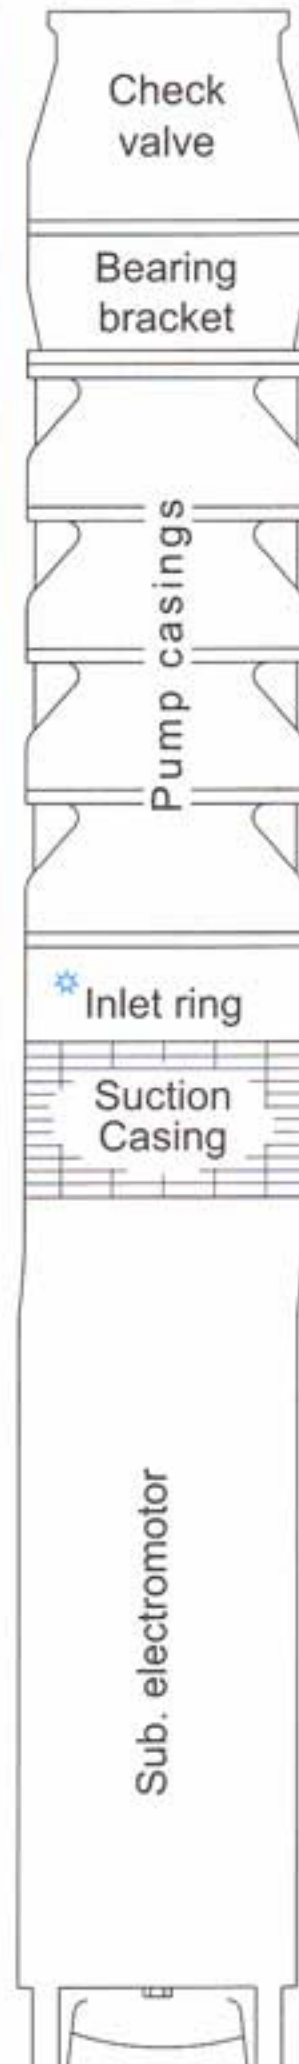 Check
valve
Bearing
bracket
Pump casings
Inlet ring
Suction
Casing
Sub. electromotor